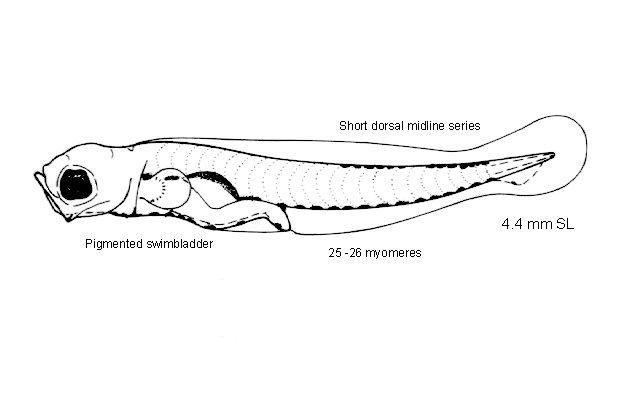 Short dorsal midline series
4.4 mm SL
Pigmented swimbladder
25 -26 myomeres